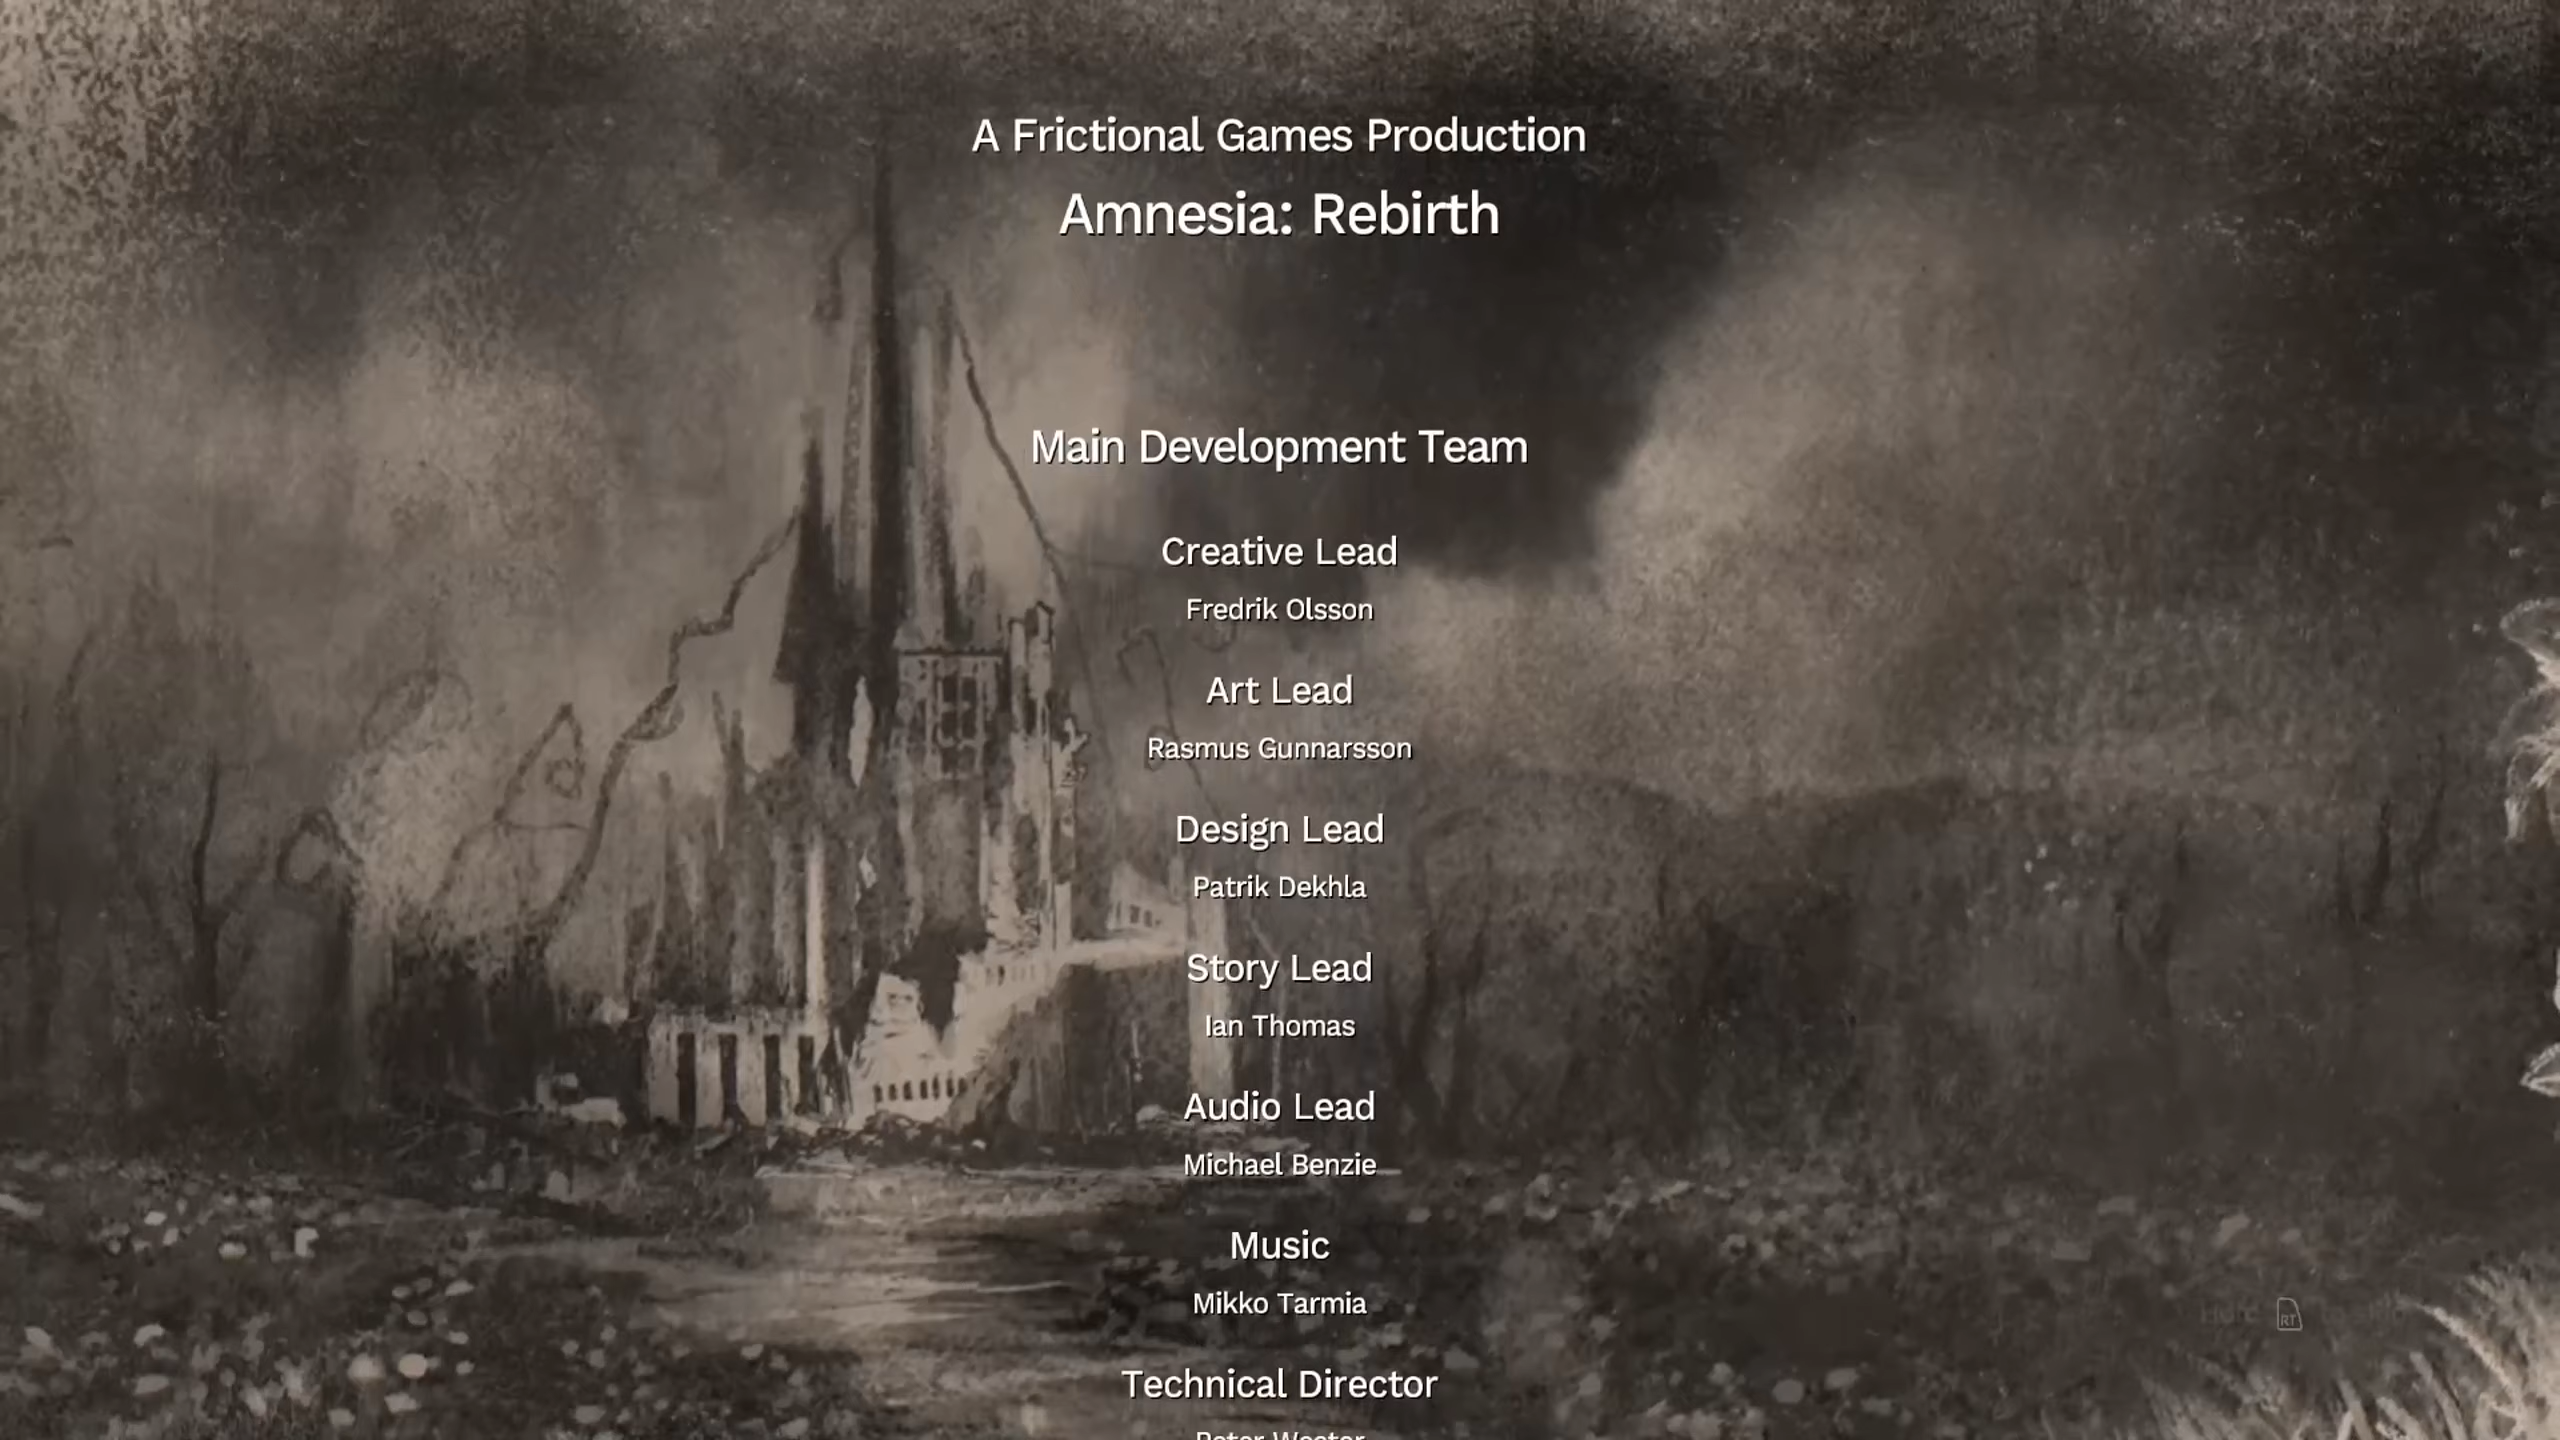 A Frictional Games Production
Amnesia: Rebirth
Main Development Team
Creative Lead
Fredrik Olsson
Art Lead
Rasmus Gunnarsson
Design Lead
Patrik Dekhla
Story Lead
Ian Thomas
Audio Lead
Michael Benzie
Music
Mikko Tarmia
RT
Technical Director